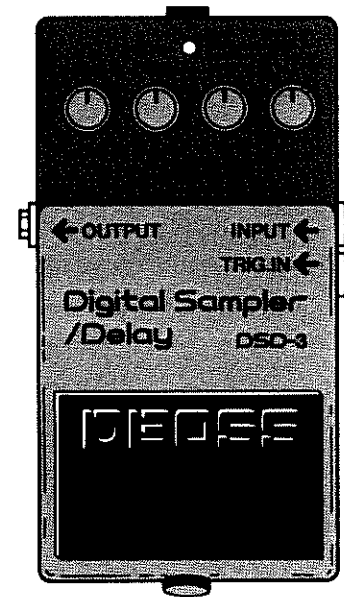 OUTPUT INPUT
TRIG.IN
Digital Sampler
/Delay DSD-3
BOSS